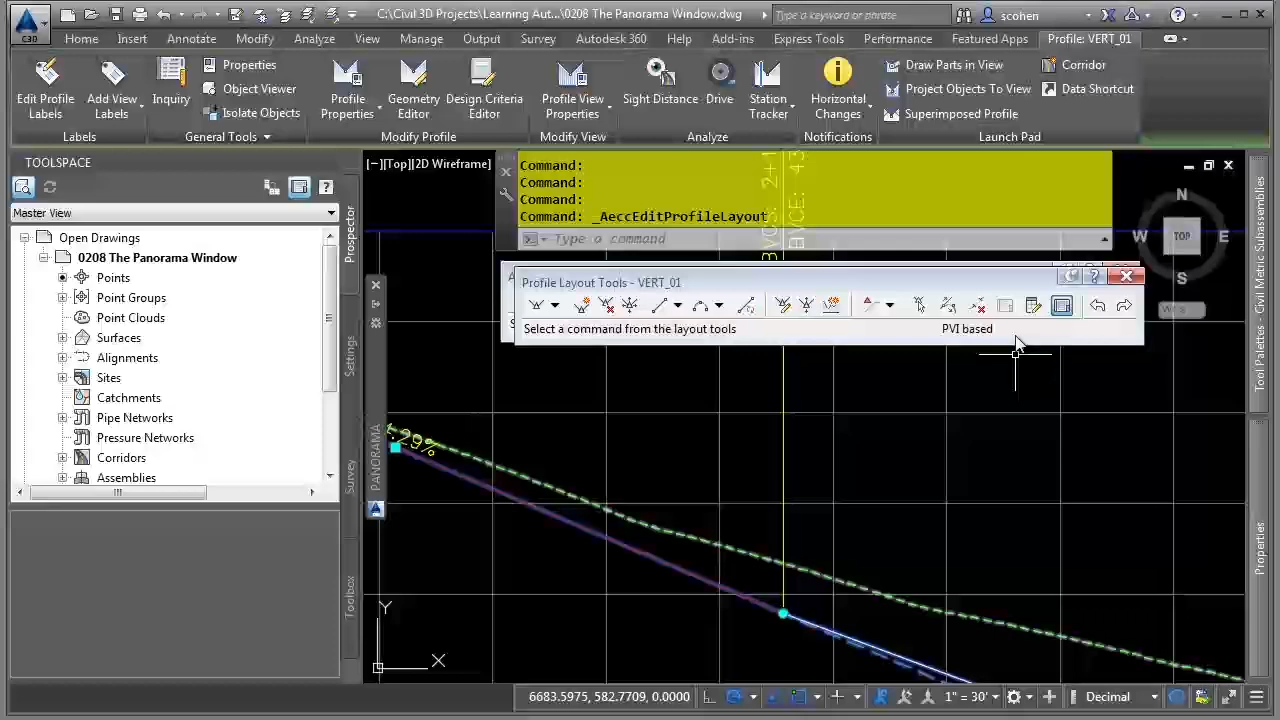 C:\Civil 3D Projects\Learning Aut...\0208 The Panorama Window.dwg
Type a keyword or phrase
scohen
C3D
Home Insert Annotate Modify Analyze View Manage Output Survey Autodesk 360 Help Add-ins Express Tools Performance Featured Apps Profile: VERT_01
Edit Profile Labels
Add View Labels
Inquiry
Properties
Object Viewer
Isolate Objects
Profile Properties
Geometry Editor
Design Criteria Editor
Profile View Properties
Sight Distance
Drive
Station Tracker
Horizontal Changes
Draw Parts in View
Project Objects To View
Superimposed Profile
Corridor
Data Shortcut
Labels General Tools Modify Profile Modify View Analyze Notifications Launch Pad
TOOLSPACE
Master View
Open Drawings
0208 The Panorama Window
Points
Point Groups
Point Clouds
Surfaces
Alignments
Sites
Catchments
Pipe Networks
Pressure Networks
Corridors
Assemblies
Prospector
Settings
Survey
Toolbox
[−][Top][2D Wireframe]
PANORAMA
Command:
Command:
Command:
Command: _AeccEditProfileLayout
Type a command
Profile Layout Tools - VERT_01
Select a command from the layout tools
PVI based
.29%
N
W TOP E
S
Y
X
Tool Palettes - Civil Metric Subassemblies
Properties
6683.5975, 582.7709, 0.0000
1" = 30'
Decimal